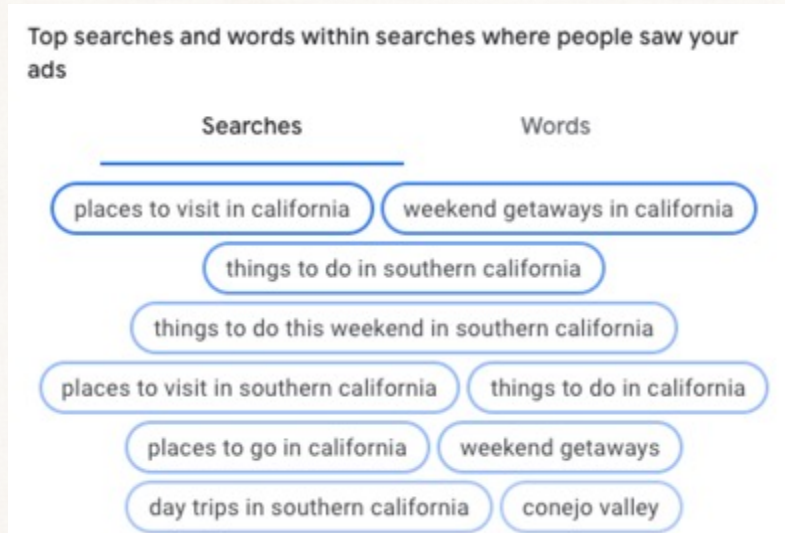 Top searches and words within searches where people saw your
ads
Searches Words
places to visit in california weekend getaways in california
things to do in southern california
things to do this weekend in southern california
places to visit in southern california things to do in california
places to go in california weekend getaways
day trips in southern california conejo valley